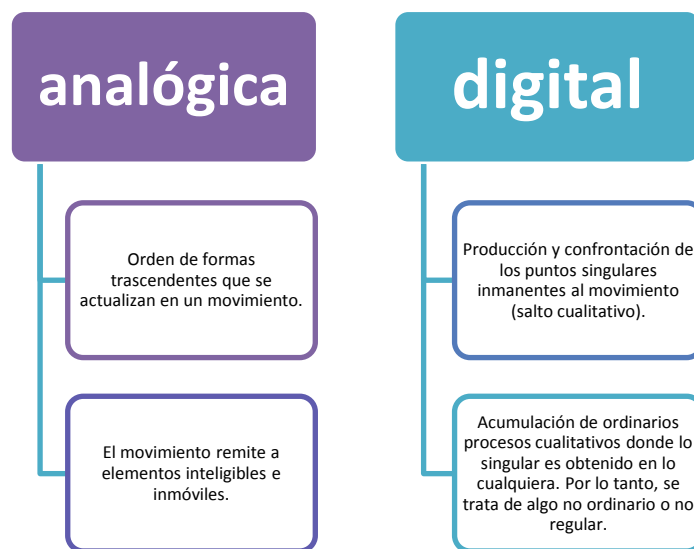 analógica
Orden de formas
trascendentes que se
actualizan en un movimiento.
El movimiento remite a
elementos inteligibles e
inmóviles.
digital
Producción y confrontación de
los puntos singulares
inmanentes al movimiento
(salto cualitativo).
Acumulación de ordinarios
procesos cualitativos donde lo
singular es obtenido en lo
cualquiera. Por lo tanto, se
trata de algo no ordinario o no
regular.